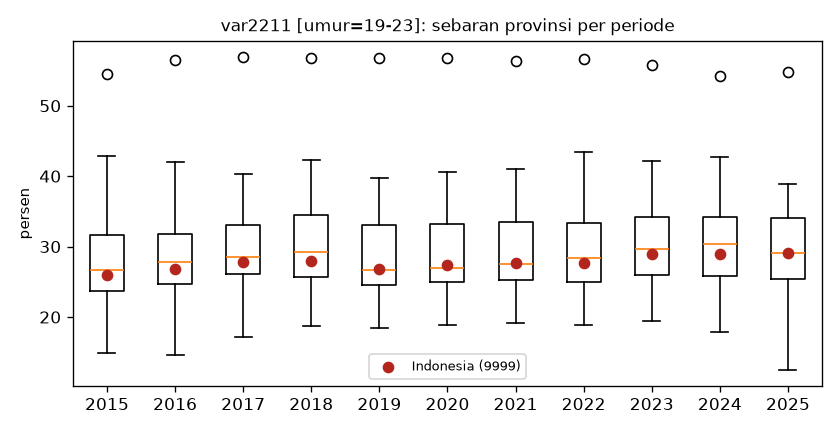 var2211 [umur=19-23]: sebaran provinsi per periode
persen
50
40
30
20
Indonesia (9999)
2015 2016 2017 2018 2019 2020 2021 2022 2023 2024 2025